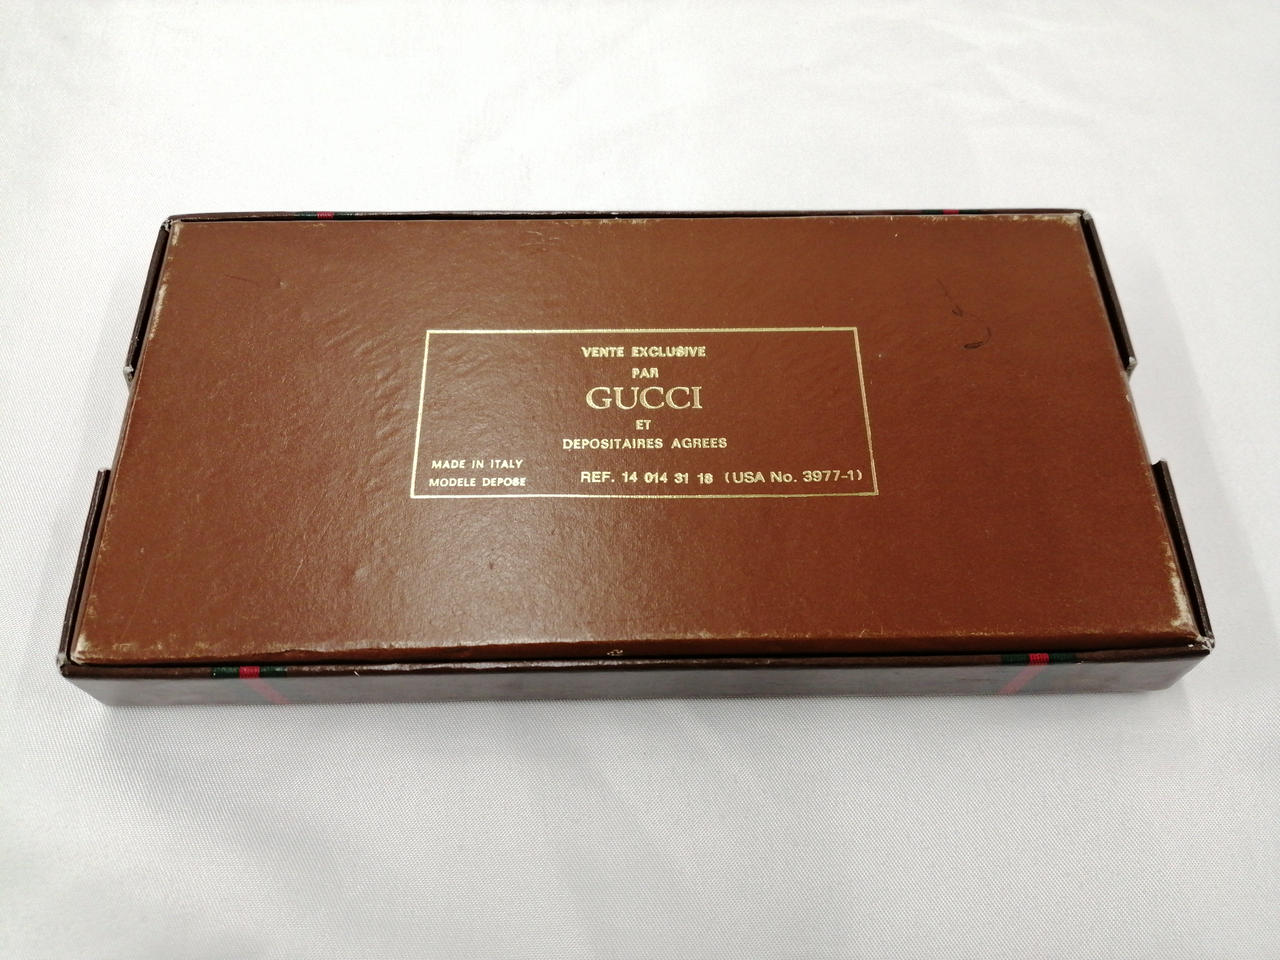 VENTE EXCLUSIVE
PAR
GUCCI
ET
DEPOSITAIRES AGREES
MADE IN ITALY
MODELE DEPOSE
REF. 14 014 31 18 (USA No. 3977-1)